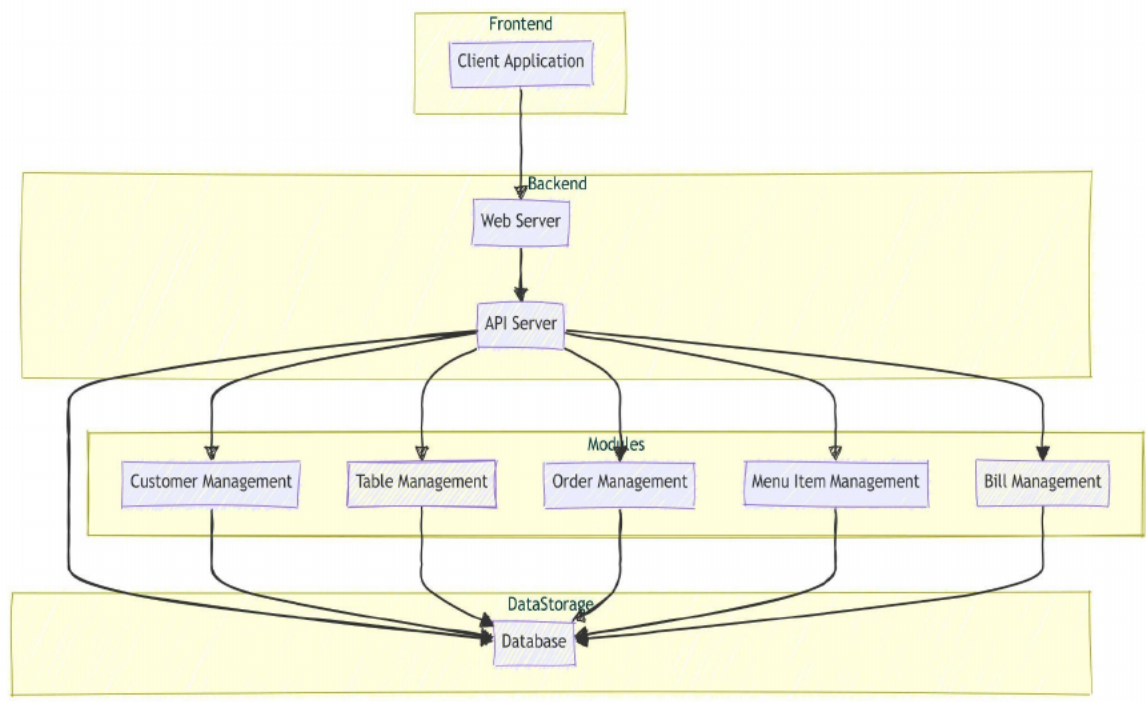 Frontend
Client Application
Backend
Web Server
API Server
Modules
Customer Management
Table Management
Order Management
Menu Item Management
Bill Management
DataStorage
Database